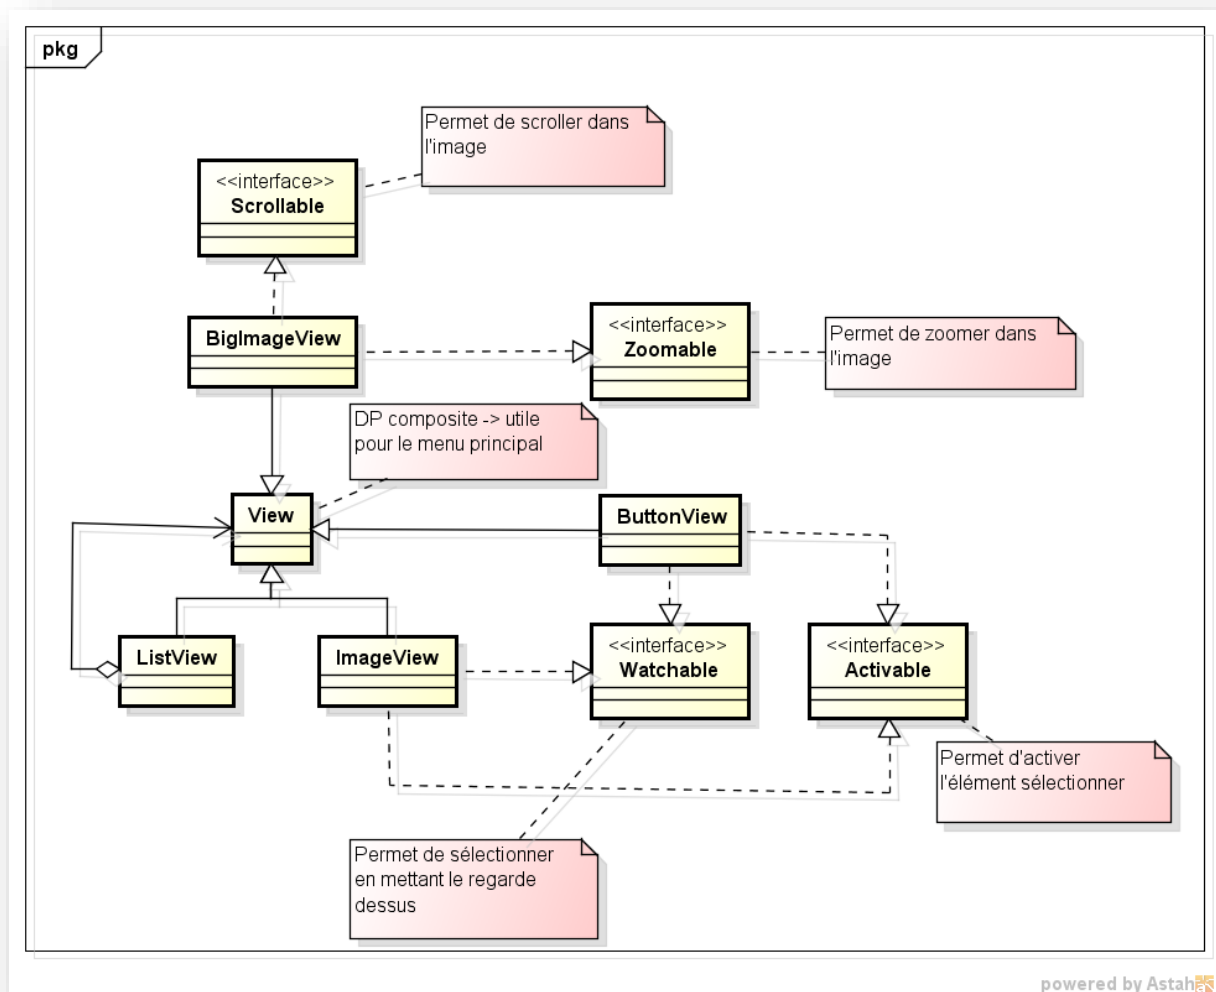 pkg
Permet de scroller dans
l'image
<<interface>>
Scrollable
BigImageView
<<interface>>
Zoomable
Permet de zoomer dans
l'image
DP composite -> utile
pour le menu principal
View
ButtonView
ListView
ImageView
<<interface>>
Watchable
<<interface>>
Activable
Permet d'activer
l'élément sélectionner
Permet de sélectionner
en mettant le regarde
dessus
powered by Astah